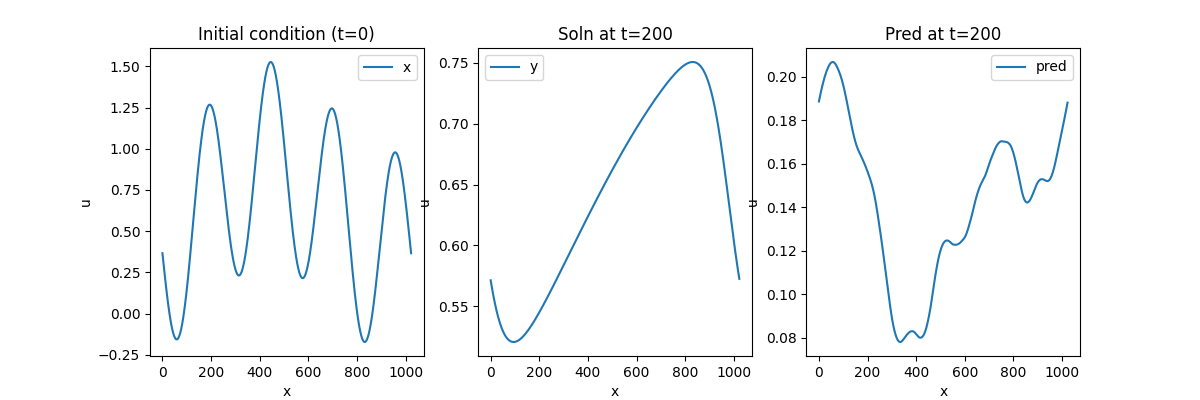 Initial condition (t=0)
x
u
1.50
1.25
1.00
0.75
0.50
0.25
0.00
−0.25
0 200 400 600 800 1000
x
Soln at t=200
y
u
0.75
0.70
0.65
0.60
0.55
0 200 400 600 800 1000
x
Pred at t=200
pred
u
0.20
0.18
0.16
0.14
0.12
0.10
0.08
0 200 400 600 800 1000
x